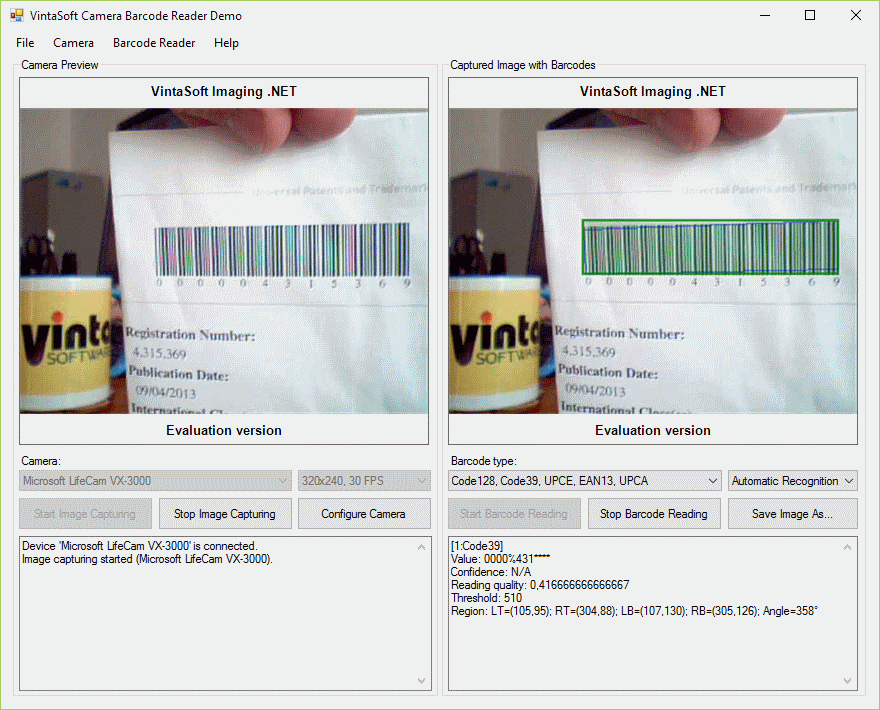 VintaSoft Camera Barcode Reader Demo
File Camera Barcode Reader Help
Camera Preview
VintaSoft Imaging .NET
Universal Patents and Trademark
0 0 0 0 0 4 3 1 5 3 6 9
Registration Number:
4,315,369
Publication Date:
09/04/2013
International
Vinta
SOFTWAR
Evaluation version
Camera:
Microsoft LifeCam VX-3000 320x240, 30 FPS
Start Image Capturing Stop Image Capturing Configure Camera
Device 'Microsoft LifeCam VX-3000' is connected.
Image capturing started (Microsoft LifeCam VX-3000).
Captured Image with Barcodes
VintaSoft Imaging .NET
Universal Patents and Trademark
0 0 0 0 0 4 3 1 5 3 6 9
Registration Number:
4,315,369
Publication Date:
09/04/2013
International
Vinta
SOFTWAR
Evaluation version
Barcode type:
Code128, Code39, UPCE, EAN13, UPCA Automatic Recognition
Start Barcode Reading Stop Barcode Reading Save Image As...
[1:Code39]
Value: 0000%431****
Confidence: N/A
Reading quality: 0,416666666666667
Threshold: 510
Region: LT=(105,95); RT=(304,88); LB=(107,130); RB=(305,126); Angle=358°